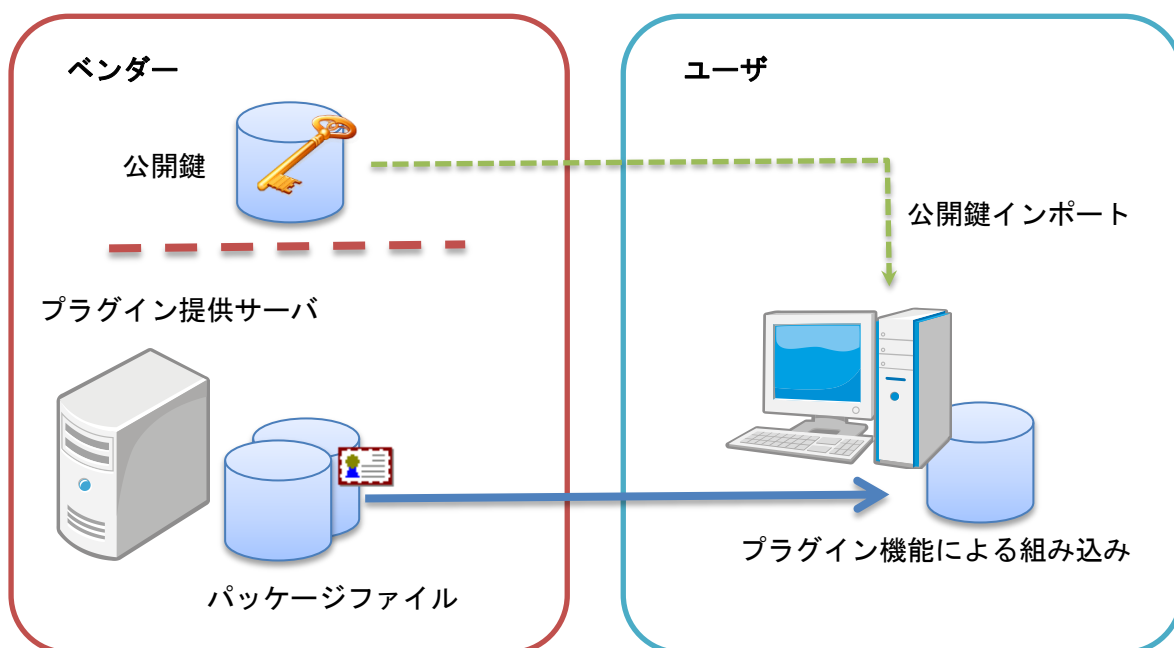 ベンダー
ユーザ
公開鍵
公開鍵インポート
プラグイン提供サーバ
プラグイン機能による組み込み
パッケージファイル